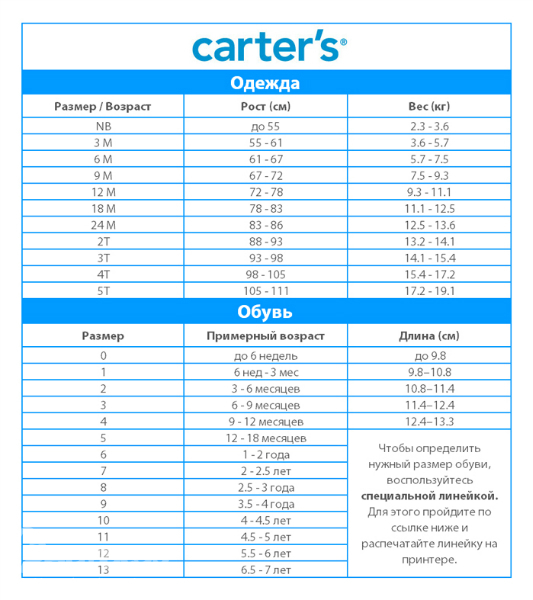 carter's®
Одежда
Размер / Возраст Рост (см) Вес (кг)
NB до 55 2.3 - 3.6
3 M 55 - 61 3.6 - 5.7
6 M 61 - 67 5.7 - 7.5
9 M 67 - 72 7.5 - 9.3
12 M 72 - 78 9.3 - 11.1
18 M 78 - 83 11.1 - 12.5
24 M 83 - 86 12.5 - 13.6
2T 88 - 93 13.2 - 14.1
3T 93 - 98 14.1 - 15.4
4T 98 - 105 15.4 - 17.2
5T 105 - 111 17.2 - 19.1
Обувь
Размер Примерный возраст Длина (см)
0 до 6 недель до 9.8
1 6 нед - 3 мес 9.8–10.8
2 3 - 6 месяцев 10.8–11.4
3 6 - 9 месяцев 11.4–12.4
4 9 - 12 месяцев 12.4–13.3
5 12 - 18 месяцев
6 1 - 2 года
7 2 - 2.5 лет
8 2.5 - 3 года
9 3.5 - 4 года
10 4 - 4.5 лет
11 4.5 - 5 лет
12 5.5 - 6 лет
13 6.5 - 7 лет
Чтобы определить
нужный размер обуви,
воспользуйтесь
специальной линейкой.
Для этого пройдите по
ссылке ниже и
распечатайте линейку на
принтере.